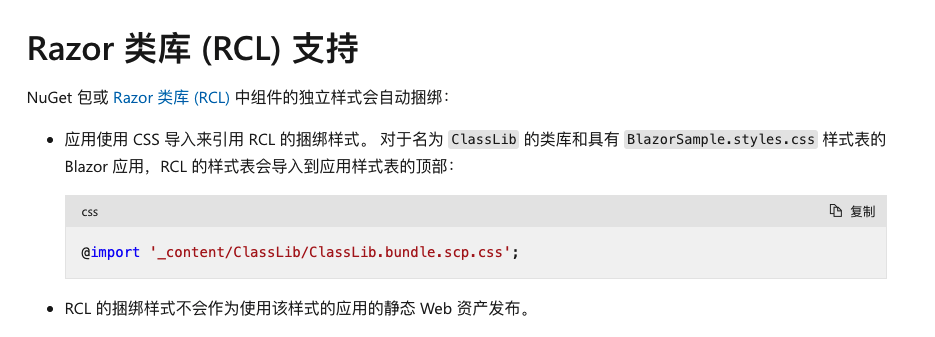 Razor 类库 (RCL) 支持
NuGet 包或 Razor 类库 (RCL) 中组件的独立样式会自动捆绑：
• 应用使用 CSS 导入来引用 RCL 的捆绑样式。 对于名为 ClassLib 的类库和具有 BlazorSample.styles.css 样式表的
Blazor 应用，RCL 的样式表会导入到应用样式表的顶部：
css 复制
@import '_content/ClassLib/ClassLib.bundle.scp.css';
• RCL 的捆绑样式不会作为使用该样式的应用的静态 Web 资产发布。